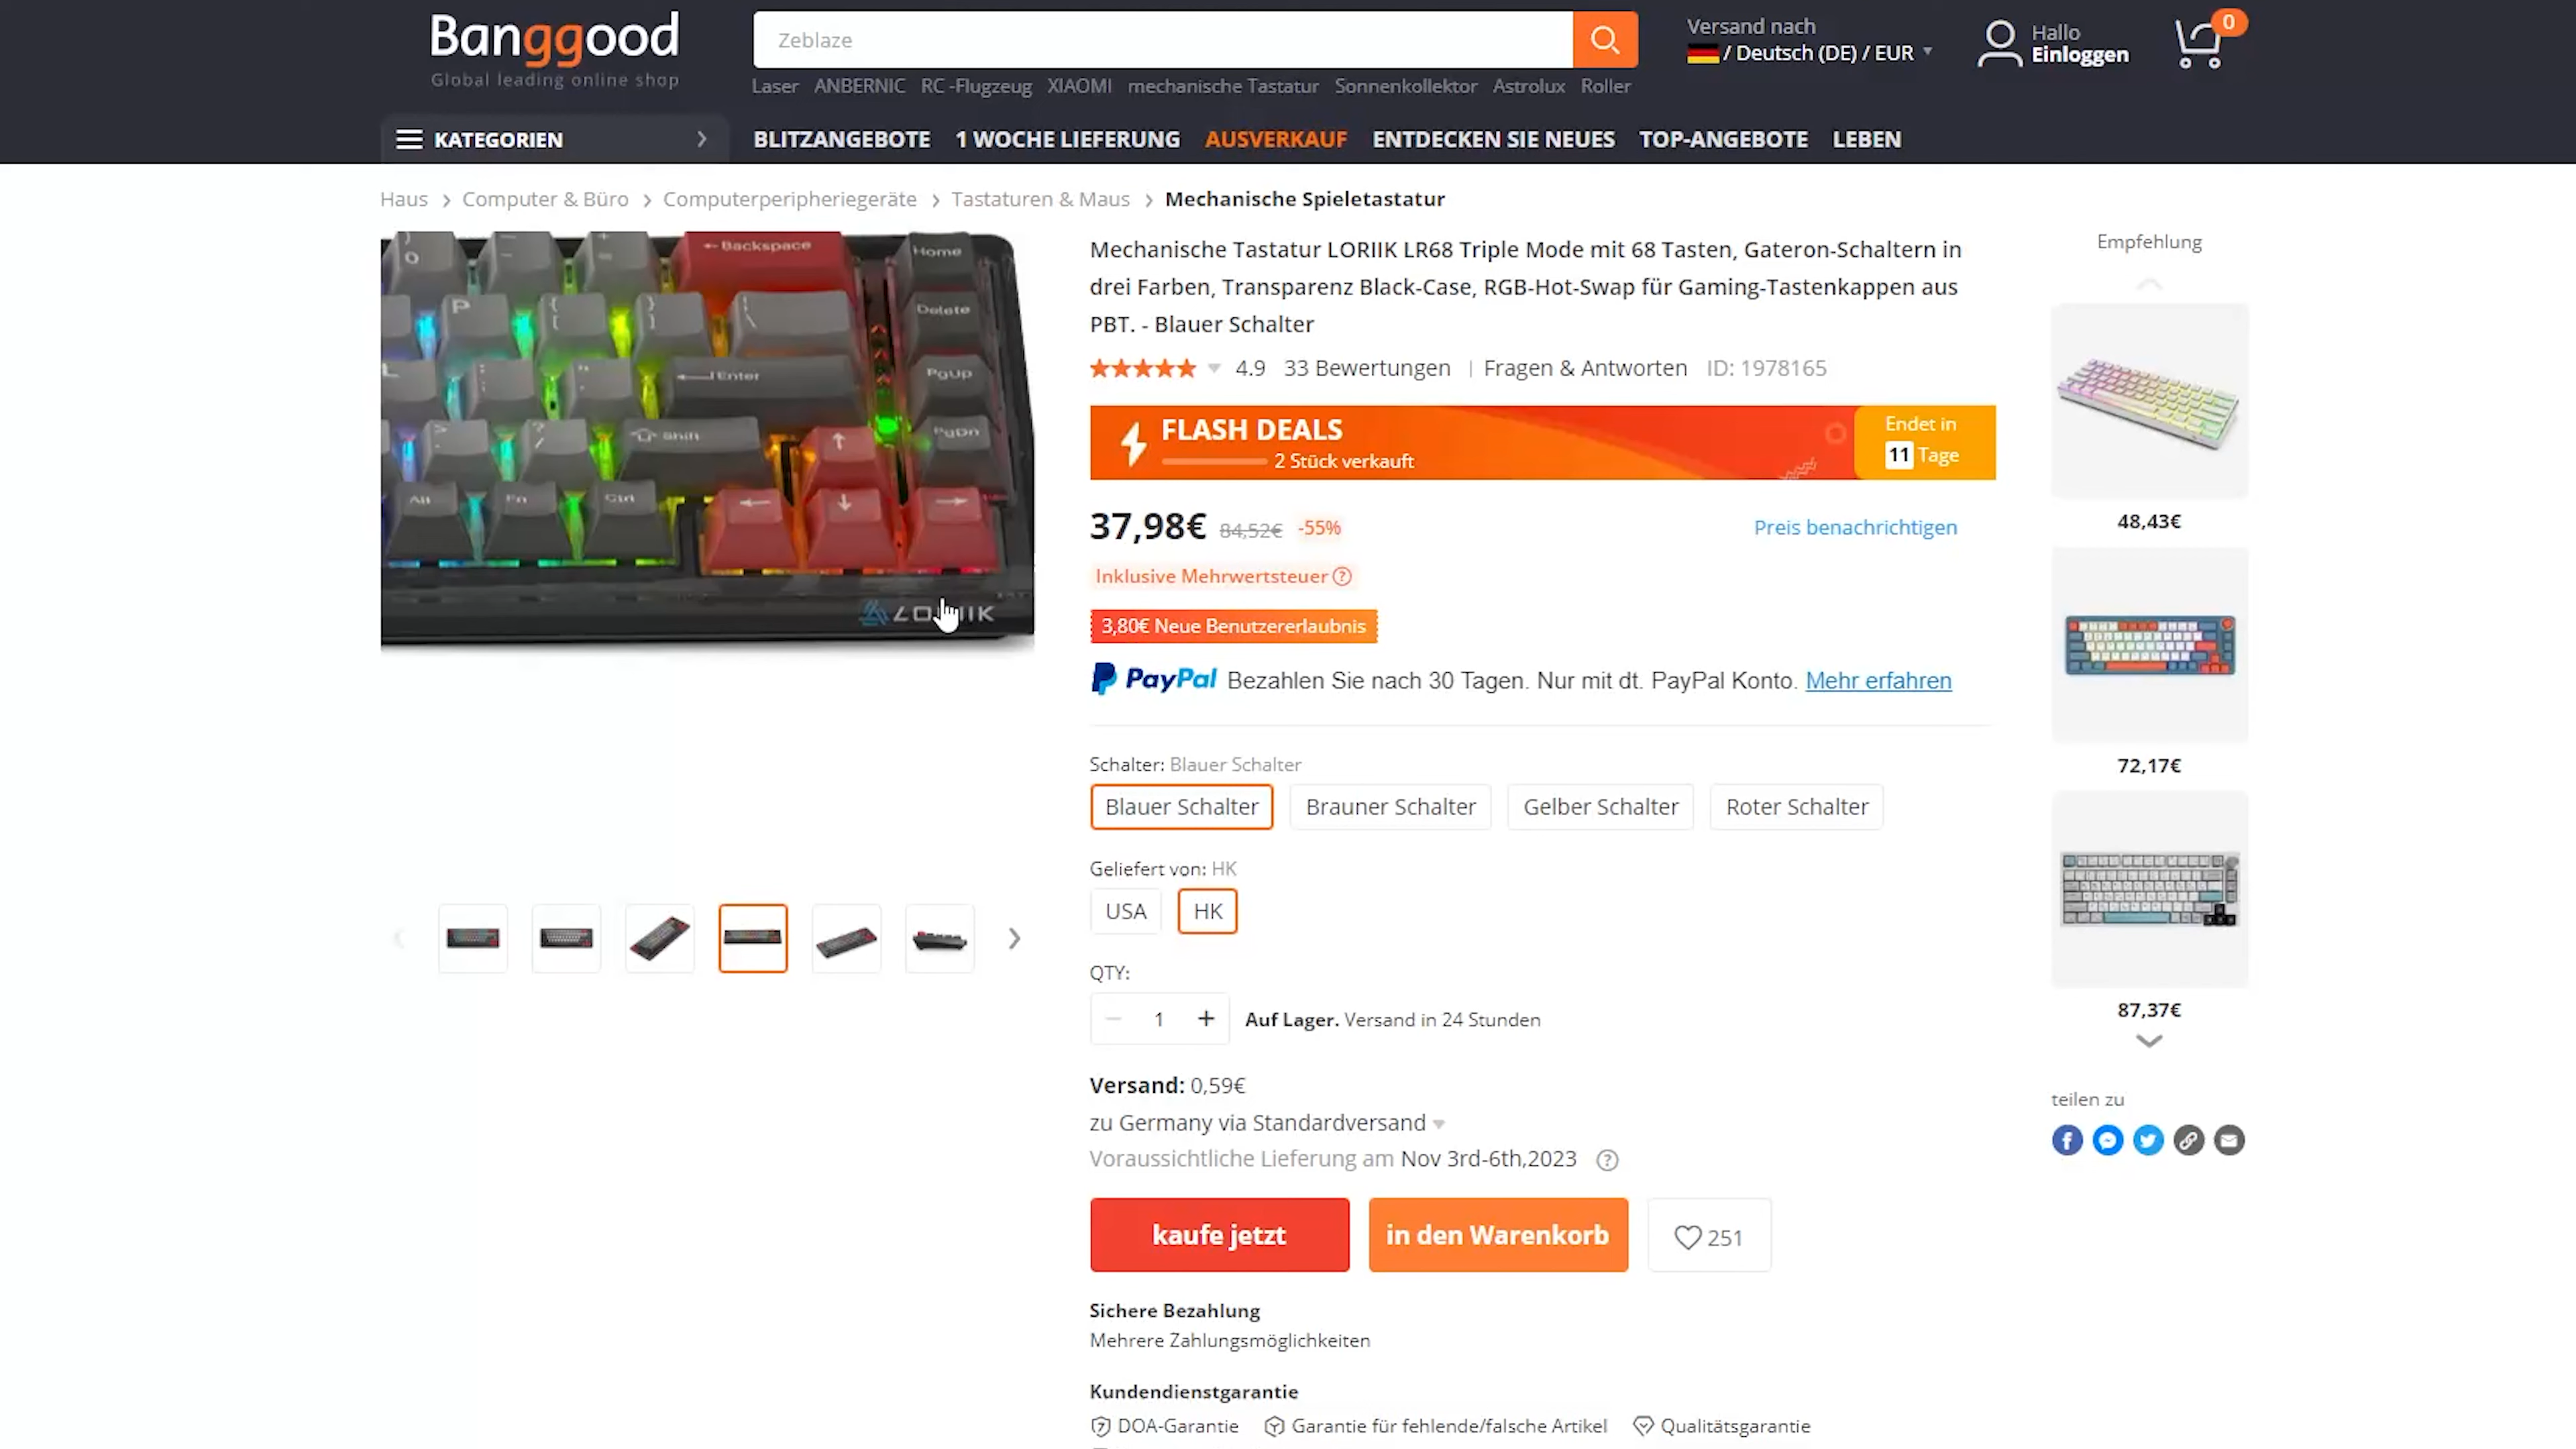 Banggood
Global leading online shop
Zeblaze
Laser ANBERNIC RC -Flugzeug XIAOMI mechanische Tastatur Sonnenkollektor Astrolux Roller
Versand nach
/ Deutsch (DE) / EUR
Hallo
Einloggen
0
KATEGORIEN
BLITZANGEBOTE 1 WOCHE LIEFERUNG AUSVERKAUF ENTDECKEN SIE NEUES TOP-ANGEBOTE LEBEN
Haus > Computer & Büro > Computerperipheriegeräte > Tastaturen & Maus > Mechanische Spieletastatur
Backspace Home
P Delete
Enter PgUp
Shift PgDn
Alt Fn Ctrl
Mechanische Tastatur LORIIK LR68 Triple Mode mit 68 Tasten, Gateron-Schaltern in
drei Farben, Transparenz Black-Case, RGB-Hot-Swap für Gaming-Tastenkappen aus
PBT. - Blauer Schalter
4.9 33 Bewertungen | Fragen & Antworten ID: 1978165
FLASH DEALS
2 Stück verkauft
Endet in
11 Tage
37,98€ 84,52€ -55%
Preis benachrichtigen
Inklusive Mehrwertsteuer ?
3,80€ Neue Benutzererlaubnis
PayPal Bezahlen Sie nach 30 Tagen. Nur mit dt. PayPal Konto. Mehr erfahren
Schalter: Blauer Schalter
Blauer Schalter Brauner Schalter Gelber Schalter Roter Schalter
Geliefert von: HK
USA HK
QTY:
− 1 + Auf Lager. Versand in 24 Stunden
Versand: 0,59€
zu Germany via Standardversand
Voraussichtliche Lieferung am Nov 3rd-6th,2023 ?
kaufe jetzt in den Warenkorb 251
Sichere Bezahlung
Mehrere Zahlungsmöglichkeiten
Kundendienstgarantie
DOA-Garantie Garantie für fehlende/falsche Artikel Qualitätsgarantie
Empfehlung
48,43€
72,17€
87,37€
teilen zu